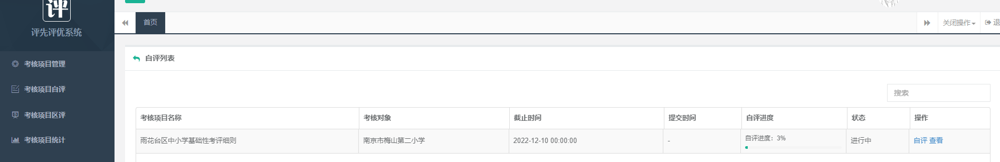 评
评先评优系统
首页
关闭操作
退
考核项目管理
考核项目自评
考核项目区评
考核项目统计
自评列表
搜索
考核项目名称 考核对象 截止时间 提交时间 自评进度 状态 操作
雨花台区中小学基础性考评细则 南京市梅山第二小学 2022-12-10 00:00:00 - 自评进度：3% 进行中 自评 查看